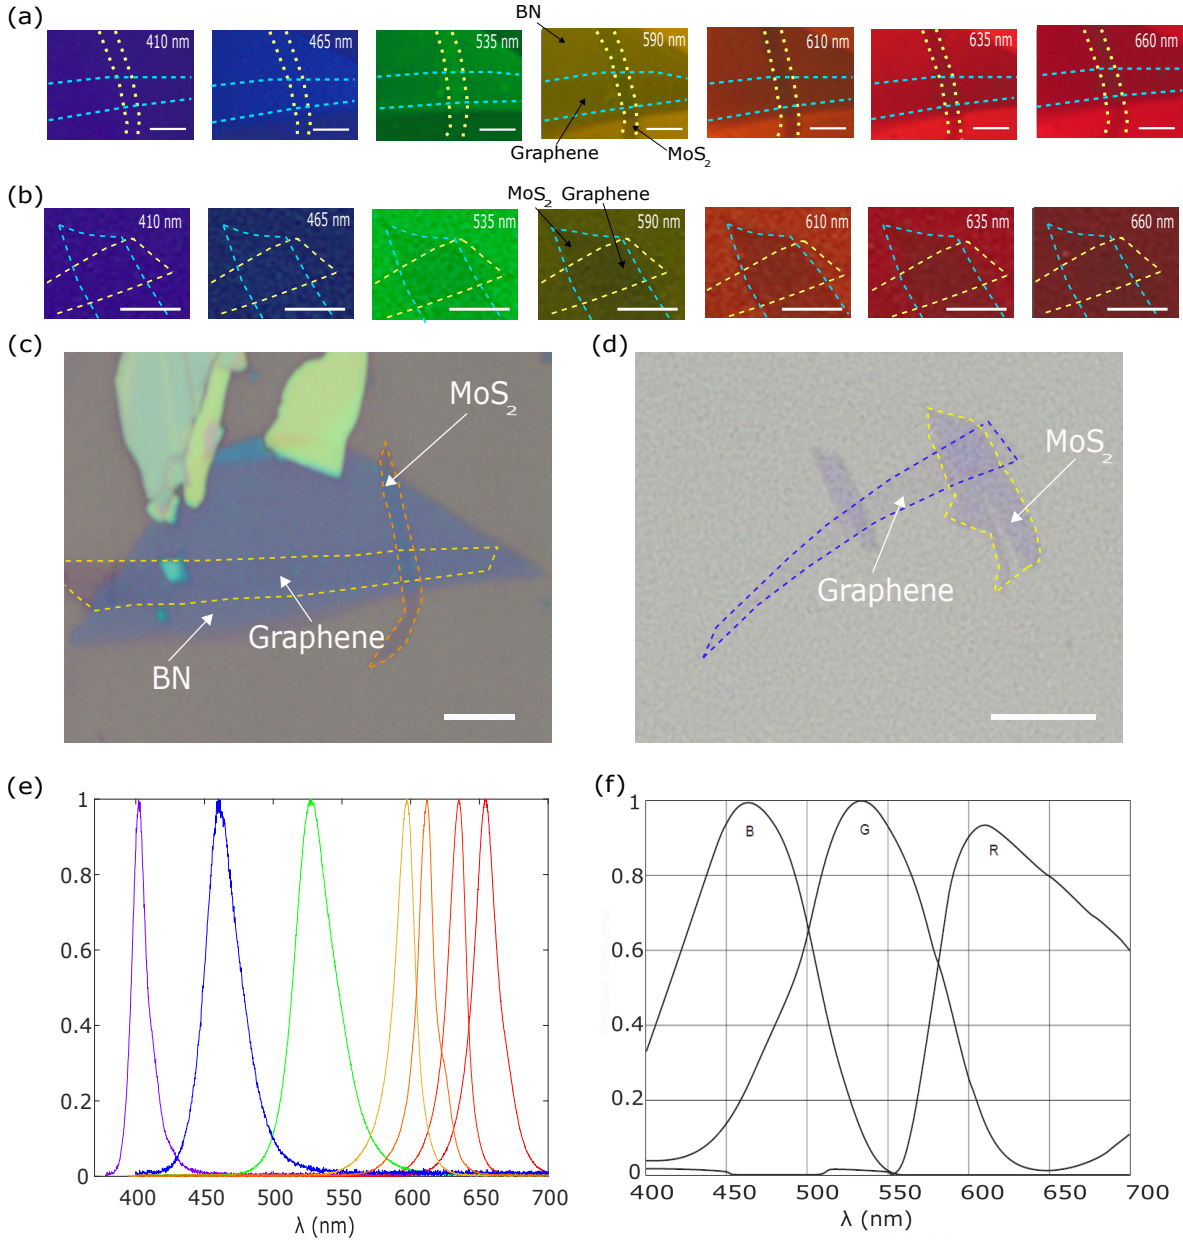 (a)
BN
410 nm
465 nm
535 nm
590 nm
610 nm
635 nm
660 nm
Graphene
MoS2
(b)
MoS2 Graphene
410 nm
465 nm
535 nm
590 nm
610 nm
635 nm
660 nm
(c)
MoS2
Graphene
BN
(d)
MoS2
Graphene
(e)
1
0.8
0.6
0.4
0.2
0
400 450 500 550 600 650 700
λ (nm)
(f)
1
0.8
0.6
0.4
0.2
0
B
G
R
400 450 500 550 600 650 700
λ (nm)